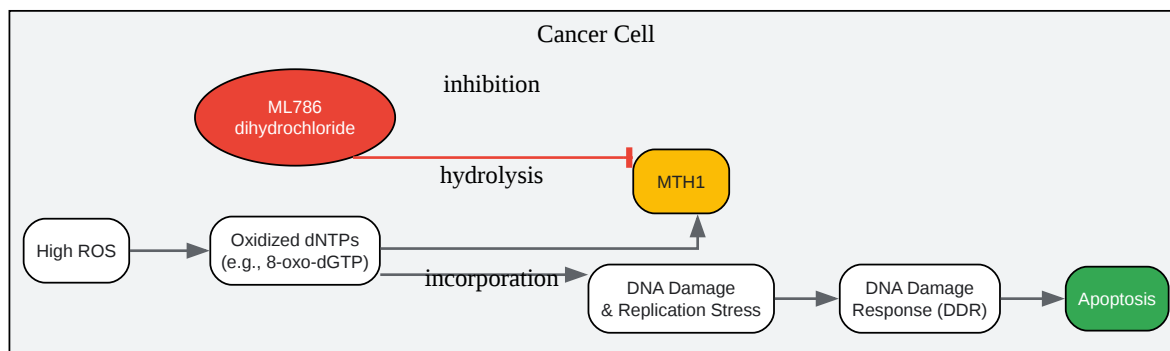 Cancer Cell
inhibition
ML786
dihydrochloride
hydrolysis
MTH1
High ROS
Oxidized dNTPs
(e.g., 8-oxo-dGTP)
incorporation
DNA Damage
& Replication Stress
DNA Damage
Response (DDR)
Apoptosis